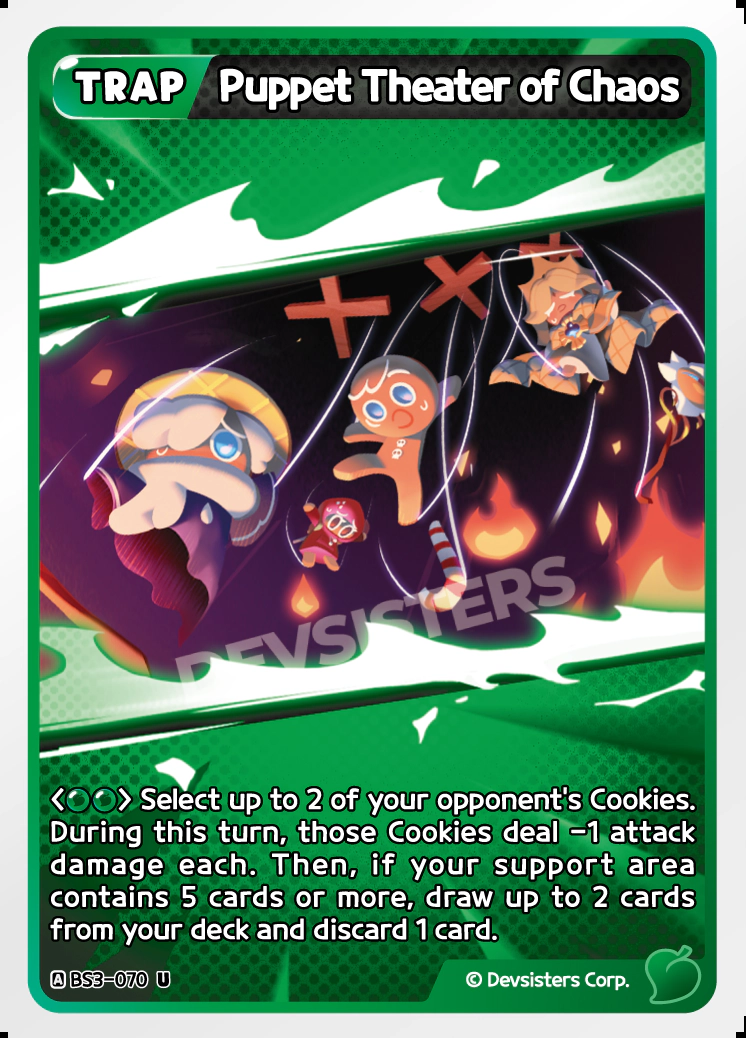 TRAP Puppet Theater of Chaos
DEVSISTERS
〈●●〉 Select up to 2 of your opponent's Cookies.
During this turn, those Cookies deal -1 attack
damage each. Then, if your support area
contains 5 cards or more, draw up to 2 cards
from your deck and discard 1 card.
A BS3-070 U © Devsisters Corp.